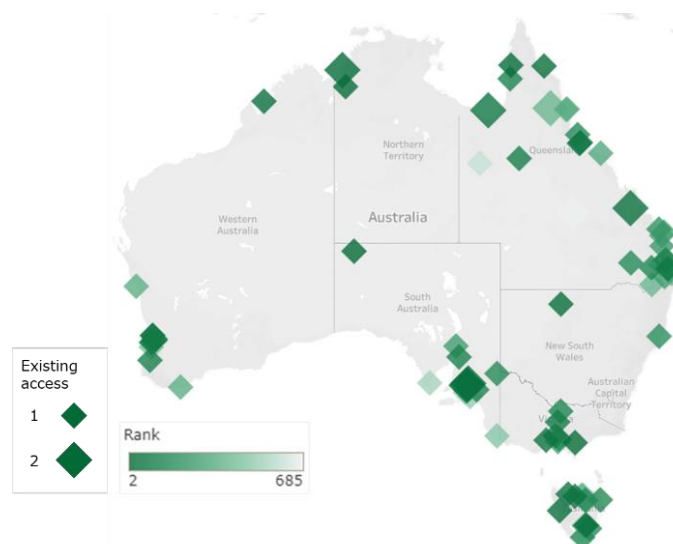 Northern
Territory
Queensland
Western
Australia
Australia
South
Australia
New South
Wales
Australian
Capital
Territory
Existing
access
1
2
Rank
2
685